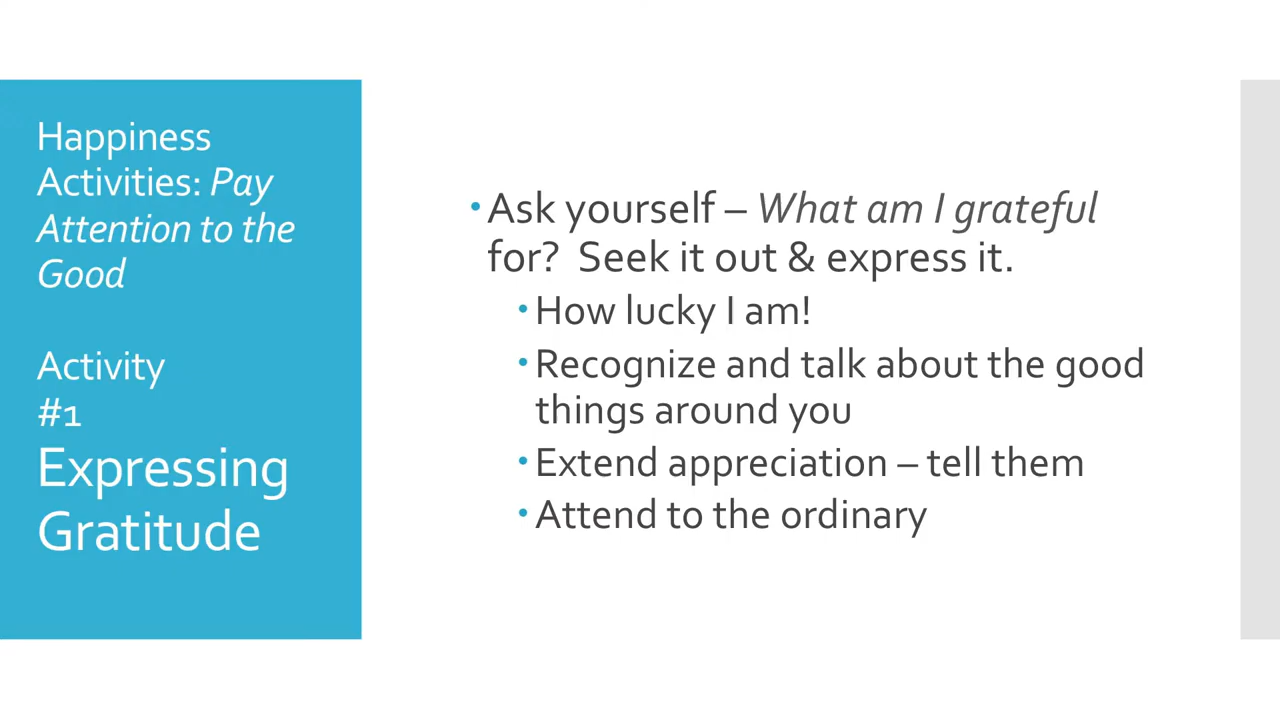 Happiness
Activities: Pay
Attention to the
Good
Activity
#1
Expressing
Gratitude
• Ask yourself – What am I grateful
for?  Seek it out & express it.
• How lucky I am!
• Recognize and talk about the good
things around you
• Extend appreciation – tell them
• Attend to the ordinary